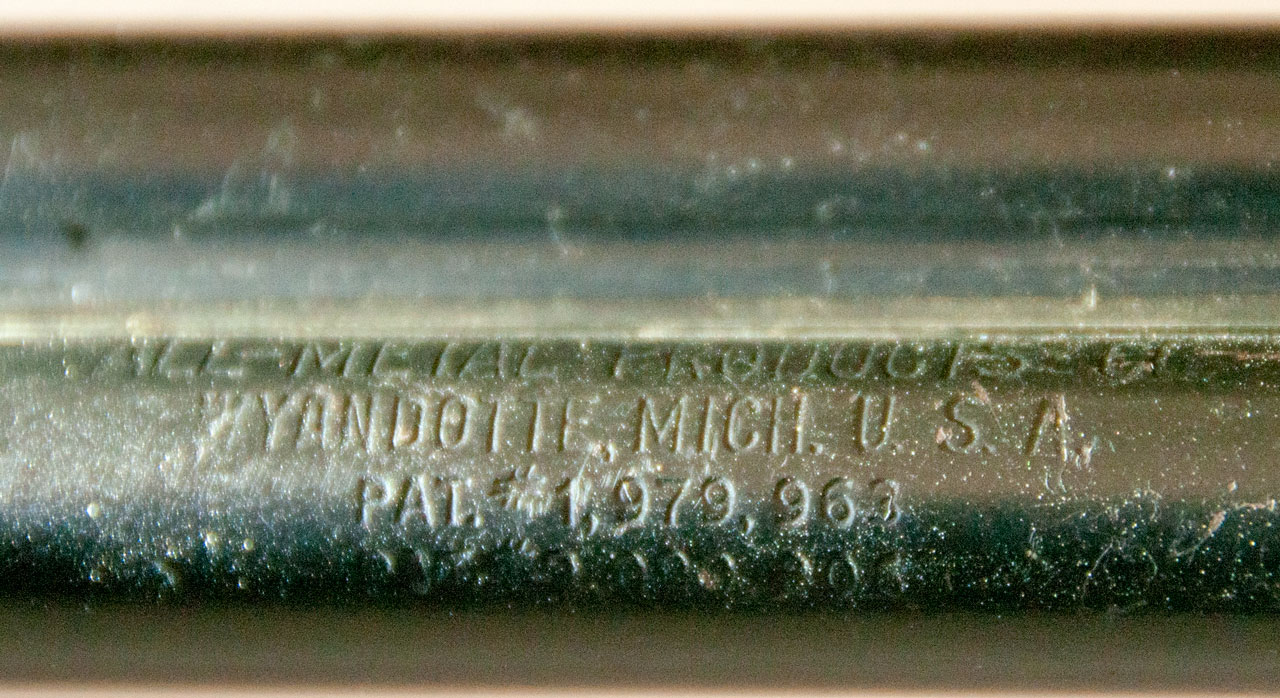 ALL-METAL PRODUCTS CO
WYANDOTTE, MICH. U. S. A.
PAT. #1,979,963